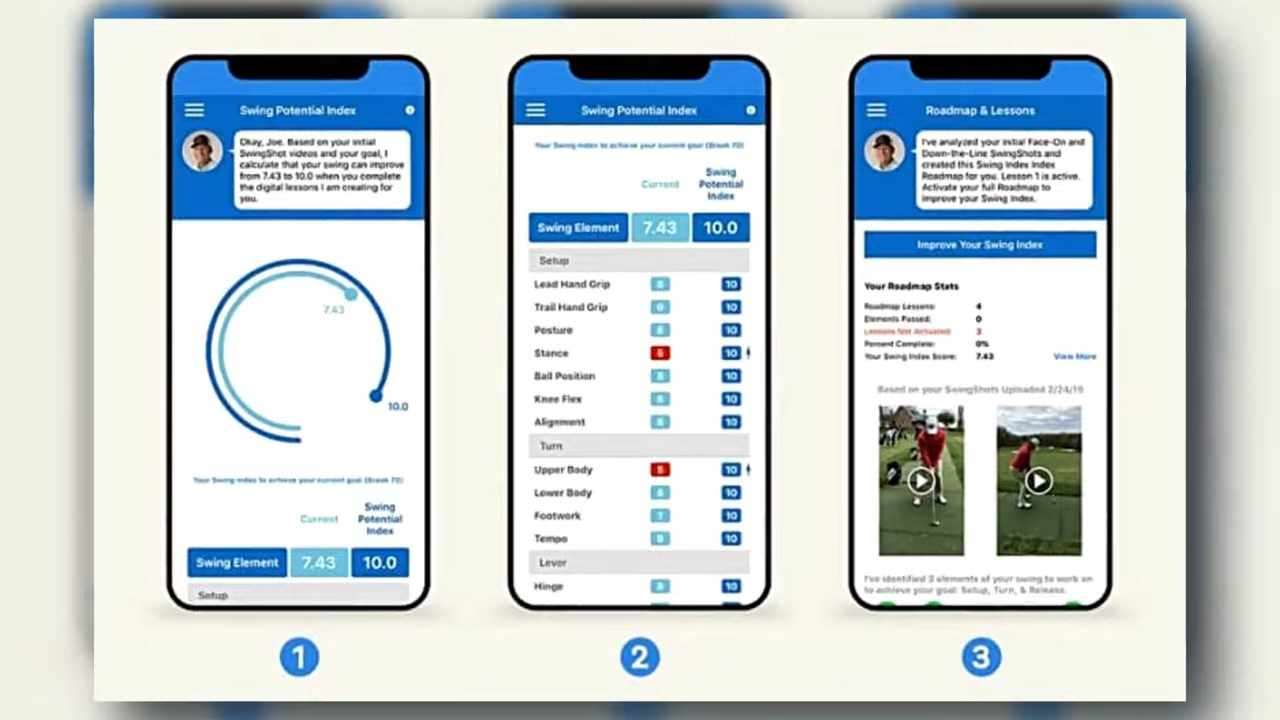 Swing Potential Index
Okay, Joe. Based on your initial
SwingShot videos and your goal, I
calculate that your swing can improve
from 7.43 to 10.0 when you complete
the digital lessons I am creating for
you.
7.43
10.0
Your Swing Index to achieve your current goal (Break 70)
Current
Swing
Potential
Index
Swing Element 7.43 10.0
Setup
1
Swing Potential Index
Your Swing Index to achieve your current goal (Break 70)
Current
Swing
Potential
Index
Swing Element 7.43 10.0
Setup
Lead Hand Grip 10
Trail Hand Grip 10
Posture 10
Stance 10
Ball Position 10
Knee Flex 10
Alignment 10
Turn
Upper Body 10
Lower Body 10
Footwork 10
Tempo 10
Lever
Hinge 10
2
Roadmap & Lessons
I've analyzed your initial Face-On and
Down-the-Line SwingShots and
created this Swing Index Index
Roadmap for you. Lesson 1 is active.
Activate your full Roadmap to
improve your Swing Index.
Improve Your Swing Index
Your Roadmap Stats
Roadmap Lessons: 4
Elements Passed: 0
Lessons Not Activated: 3
Percent Complete: 0%
Your Swing Index Score: 7.43 View More
Based on your SwingShots Uploaded 2/24/19
I've identified 3 elements of your swing to work on
to achieve your goal: Setup, Turn, & Release.
3